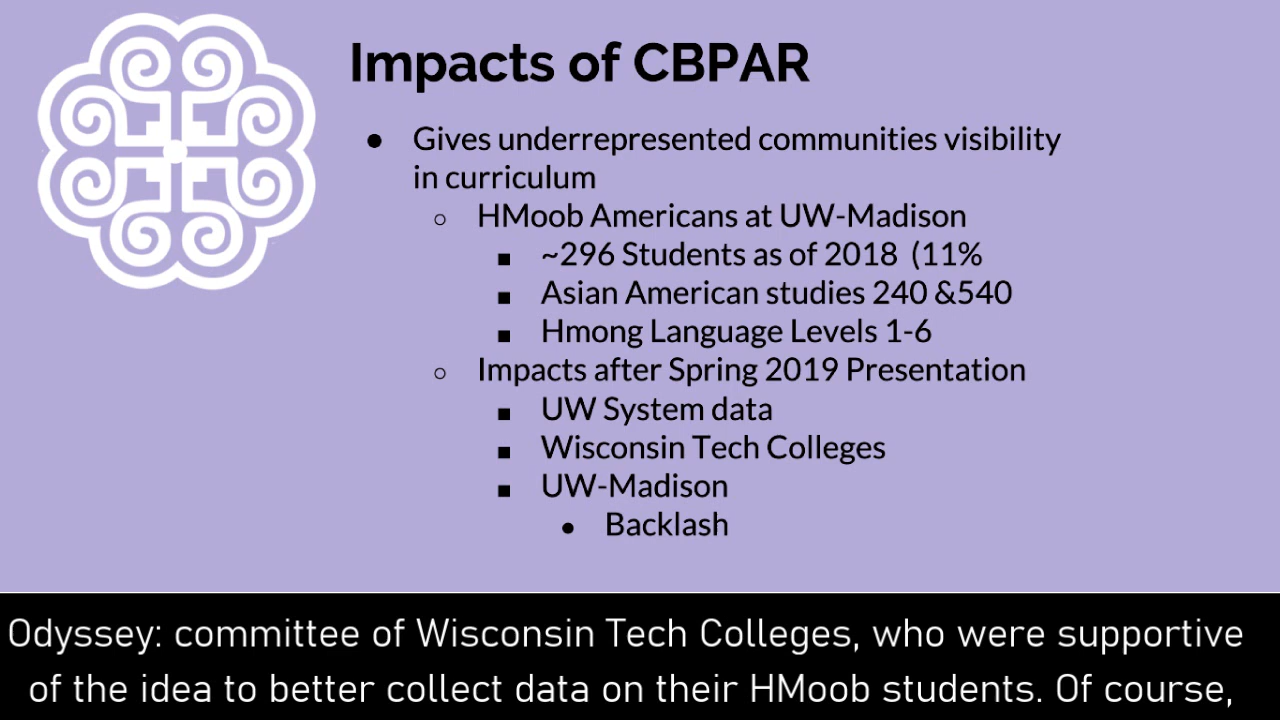 Impacts of CBPAR
● Gives underrepresented communities visibility
in curriculum
○ HMoob Americans at UW-Madison
■ ~296 Students as of 2018 (11%
■ Asian American studies 240 &540
■ Hmong Language Levels 1-6
○ Impacts after Spring 2019 Presentation
■ UW System data
■ Wisconsin Tech Colleges
■ UW-Madison
● Backlash
Odyssey: committee of Wisconsin Tech Colleges, who were supportive
of the idea to better collect data on their HMoob students. Of course,